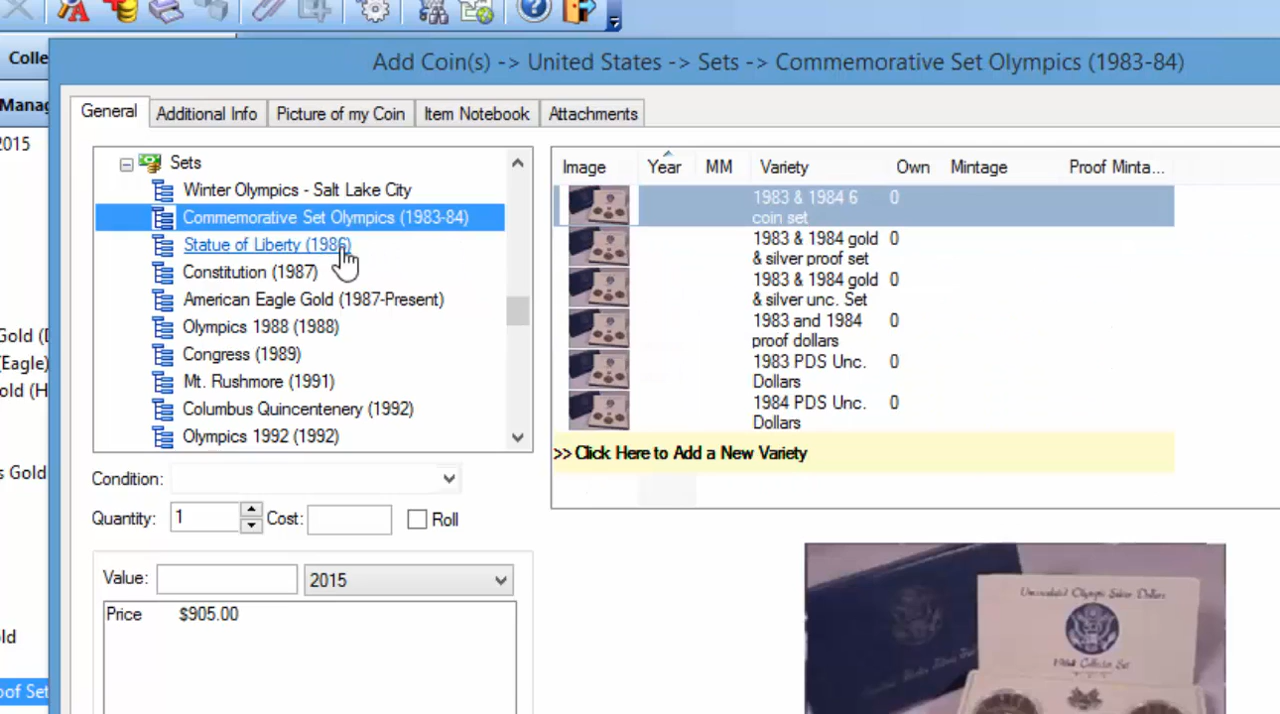 Colle
Add Coin(s) -> United States -> Sets -> Commemorative Set Olympics (1983-84)
Manag
2015
General
Additional Info
Picture of my Coin
Item Notebook
Attachments
Sets
Winter Olympics - Salt Lake City
Commemorative Set Olympics (1983-84)
Statue of Liberty (1986)
Constitution (1987)
American Eagle Gold (1987-Present)
Olympics 1988 (1988)
Congress (1989)
Mt. Rushmore (1991)
Columbus Quincentenery (1992)
Olympics 1992 (1992)
Image Year MM Variety Own Mintage Proof Minta...
1983 & 1984 6 0
coin set
1983 & 1984 gold 0
& silver proof set
1983 & 1984 gold 0
& silver unc. Set
1983 and 1984 0
proof dollars
1983 PDS Unc. 0
Dollars
1984 PDS Unc. 0
Dollars
>> Click Here to Add a New Variety
Gold (D
(Eagle)
old (H
s Gold
old
oof Set
Condition:
Quantity: 1 Cost: Roll
Value: 2015
Price $905.00
Uncirculated Olympic Silver Dollars
1984 Collector Set